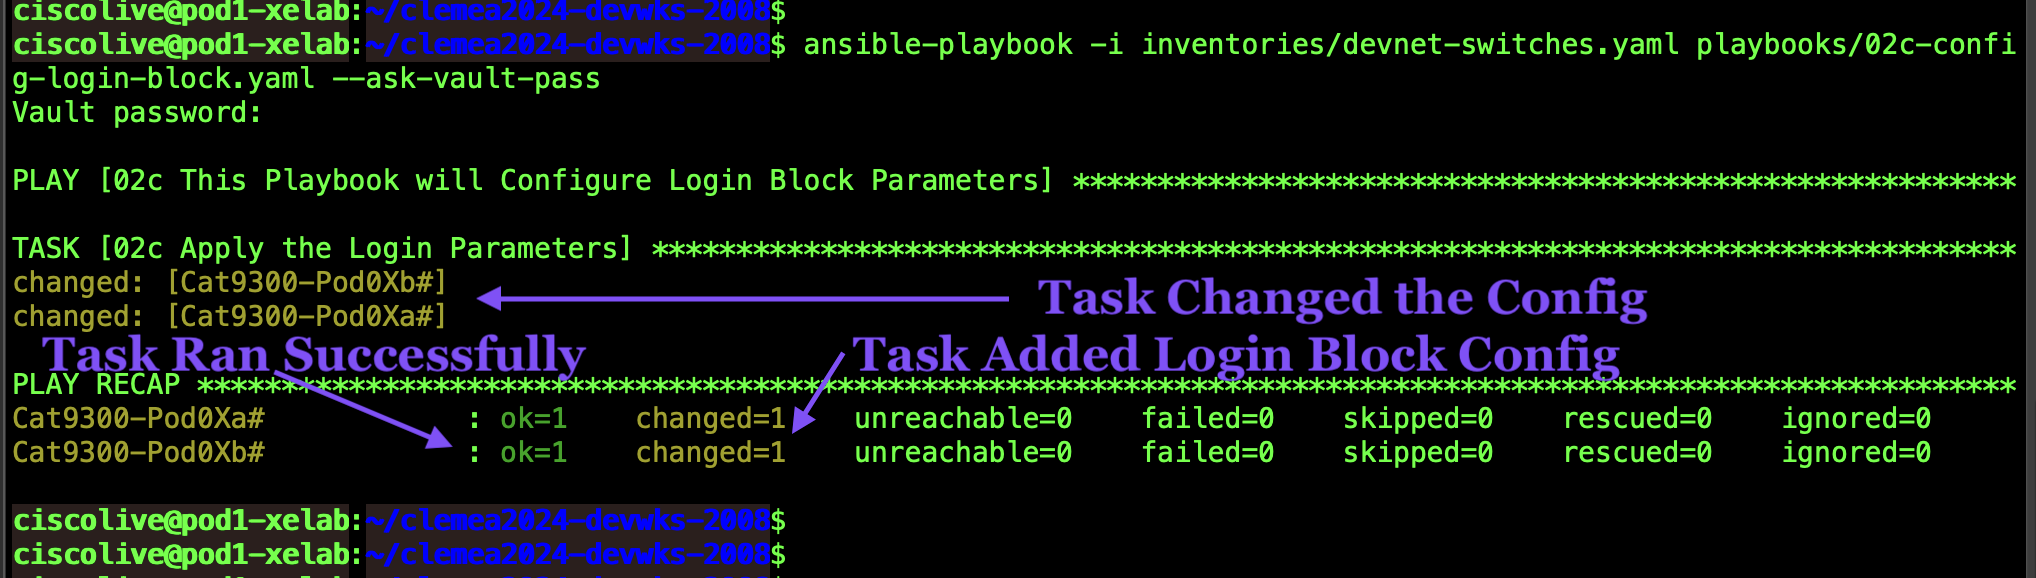 ciscolive@pod1-xelab:~/clemea2024-devwks-2008$
ciscolive@pod1-xelab:~/clemea2024-devwks-2008$ ansible-playbook -i inventories/devnet-switches.yaml playbooks/02c-confi
g-login-block.yaml --ask-vault-pass
Vault password:
PLAY [02c This Playbook will Configure Login Block Parameters] ********************************************************
TASK [02c Apply the Login Parameters] *********************************************************************************
changed: [Cat9300-Pod0Xb#]
Task Changed the Config
changed: [Cat9300-Pod0Xa#]
Task Ran Successfully
Task Added Login Block Config
PLAY RECAP ************************************************************************************************************
Cat9300-Pod0Xa#            : ok=1    changed=1    unreachable=0    failed=0    skipped=0    rescued=0    ignored=0
Cat9300-Pod0Xb#            : ok=1    changed=1    unreachable=0    failed=0    skipped=0    rescued=0    ignored=0
ciscolive@pod1-xelab:~/clemea2024-devwks-2008$
ciscolive@pod1-xelab:~/clemea2024-devwks-2008$